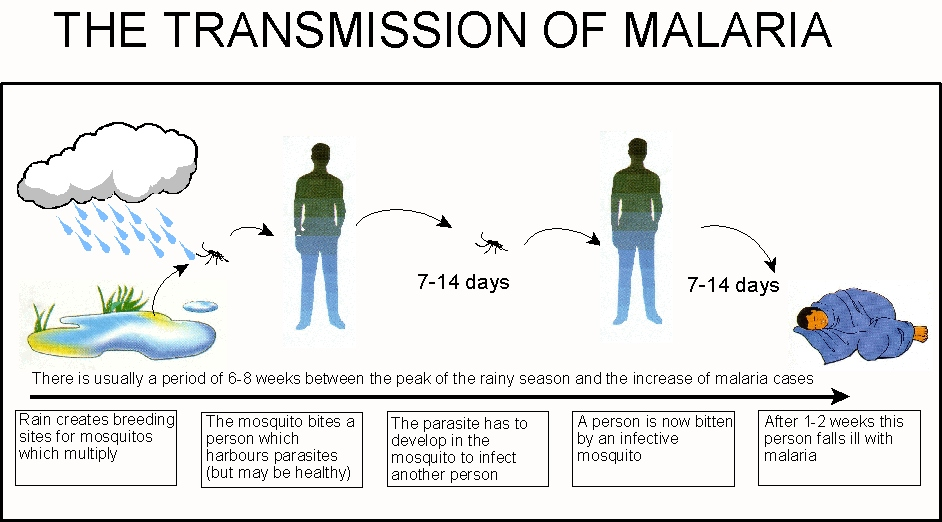 THE TRANSMISSION OF MALARIA
7-14 days
7-14 days
There is usually a period of 6-8 weeks between the peak of the rainy season and the increase of malaria cases
Rain creates breeding
sites for mosquitos
which multiply
The mosquito bites a
person which
harbours parasites
(but may be healthy)
The parasite has to
develop in the
mosquito to infect
another person
A person is now bitten
by an infective
mosquito
After 1-2 weeks this
person falls ill with
malaria